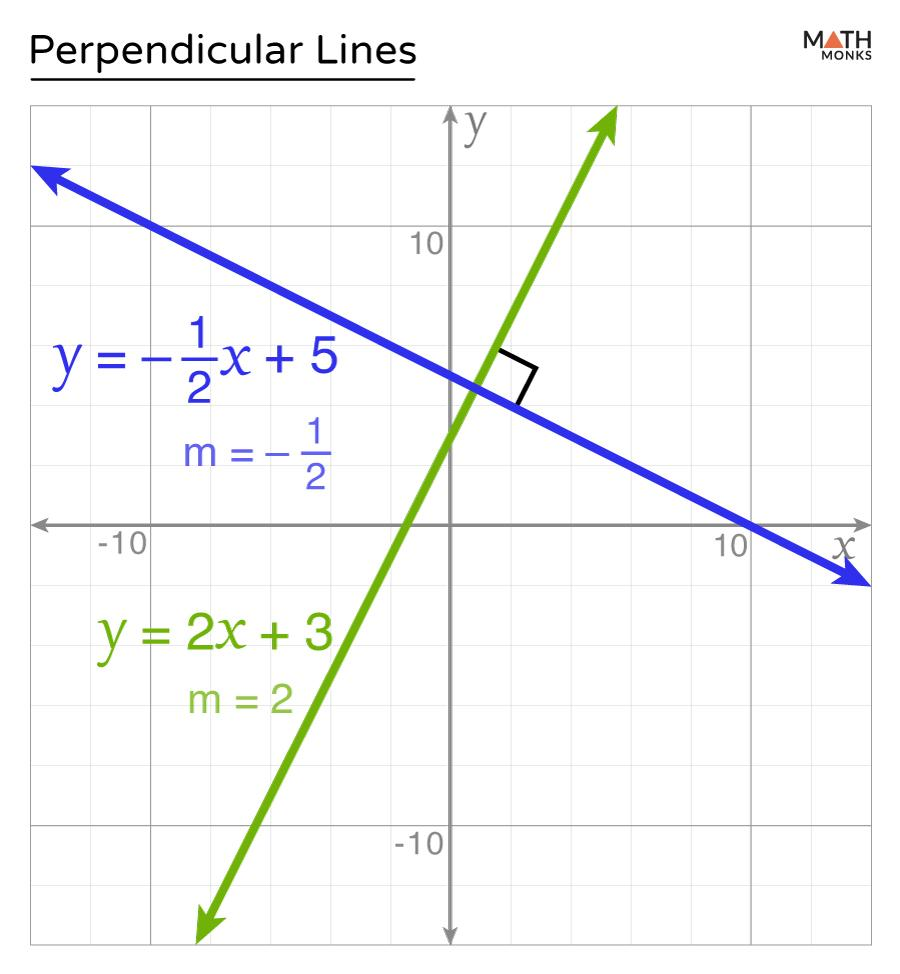 Perpendicular Lines
MATH
MONKS
y
10
y = −1/2x + 5
m = −1/2
-10
10
x
y = 2x + 3
m = 2
-10